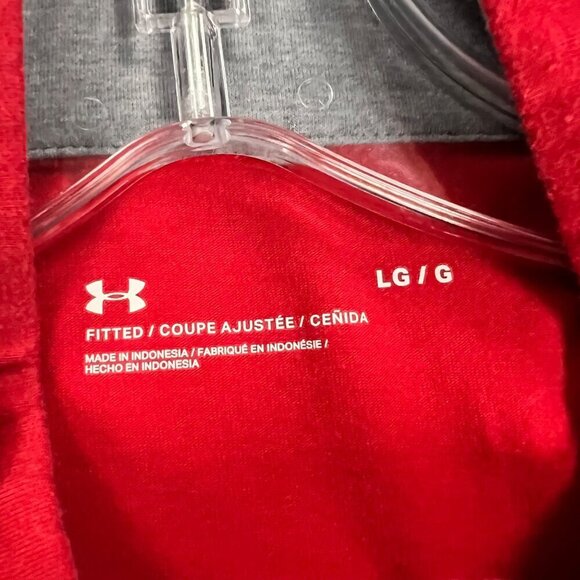 LG / G
FITTED / COUPE AJUSTÉE / CEÑIDA
MADE IN INDONESIA / FABRIQUÉ EN INDONÉSIE /
HECHO EN INDONESIA